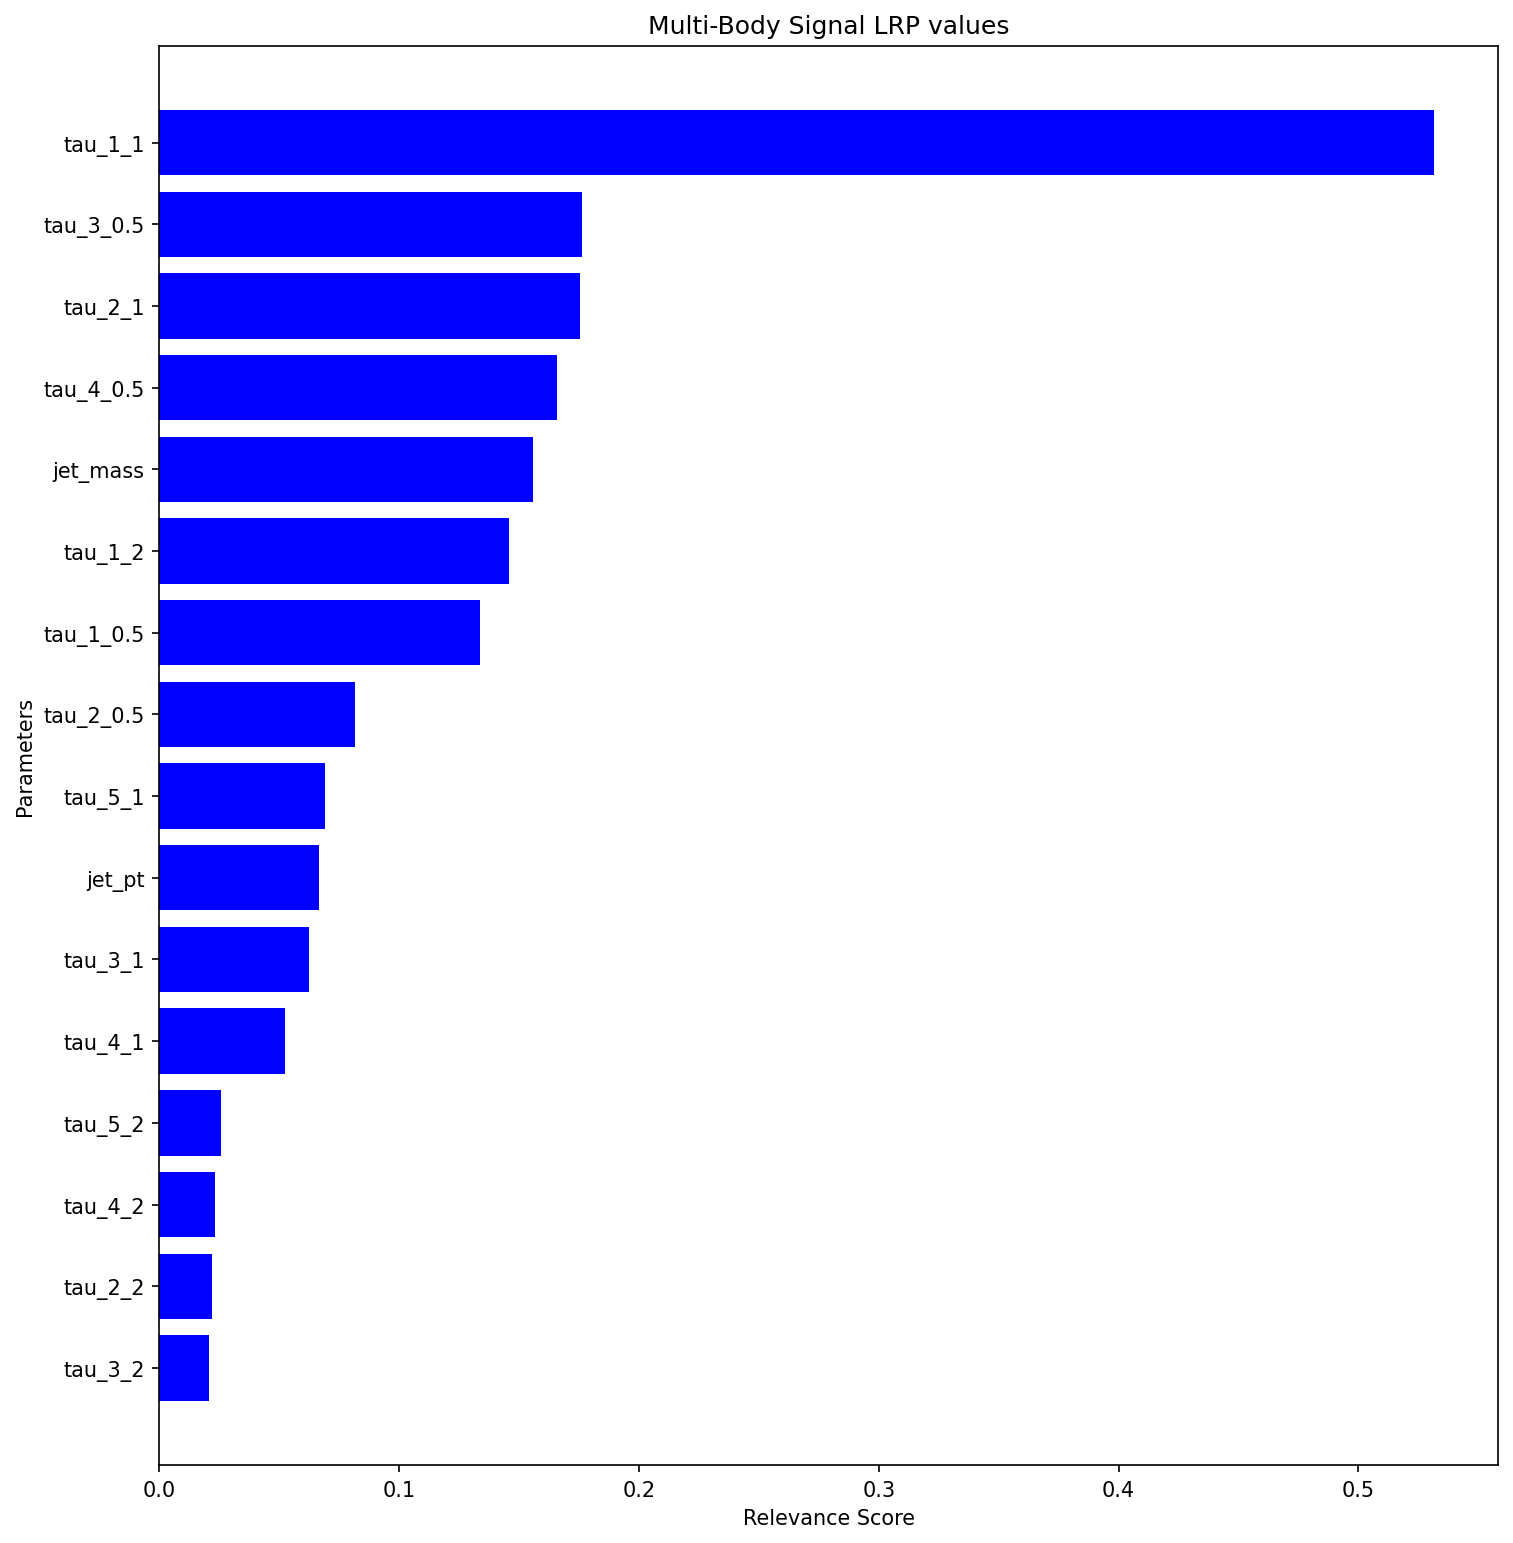 Multi-Body Signal LRP values
tau_1_1
tau_3_0.5
tau_2_1
tau_4_0.5
jet_mass
tau_1_2
tau_1_0.5
tau_2_0.5
tau_5_1
jet_pt
tau_3_1
tau_4_1
tau_5_2
tau_4_2
tau_2_2
tau_3_2
Parameters
0.0 0.1 0.2 0.3 0.4 0.5
Relevance Score